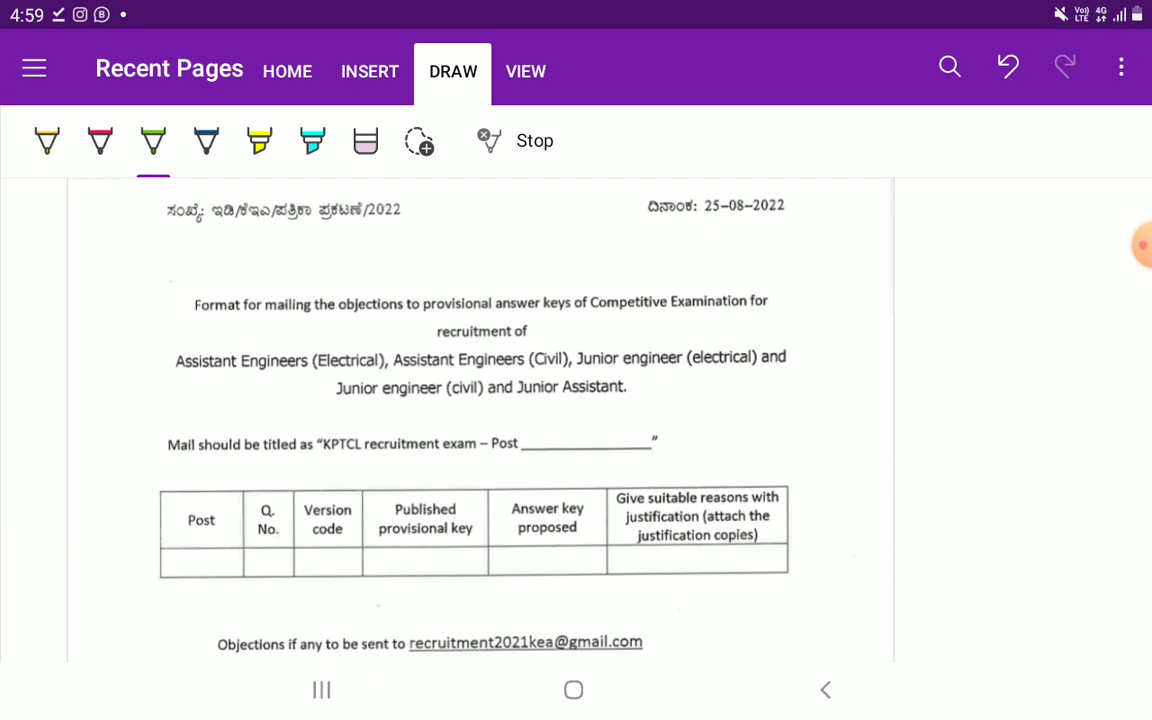 4:59
Vo) LTE 4G
Recent Pages HOME INSERT DRAW VIEW
Stop
ಸಂಖ್ಯೆ: ಇಡಿ/ಕೆಇಎ/ಪತ್ರಿಕಾ ಪ್ರಕಟಣೆ/2022 ದಿನಾಂಕ: 25-08-2022
Format for mailing the objections to provisional answer keys of Competitive Examination for
recruitment of
Assistant Engineers (Electrical), Assistant Engineers (Civil), Junior engineer (electrical) and
Junior engineer (civil) and Junior Assistant.
Mail should be titled as “KPTCL recruitment exam – Post ______________”
Post
Q.
No.
Version
code
Published
provisional key
Answer key
proposed
Give suitable reasons with
justification (attach the
justification copies)
Objections if any to be sent to recruitment2021kea@gmail.com